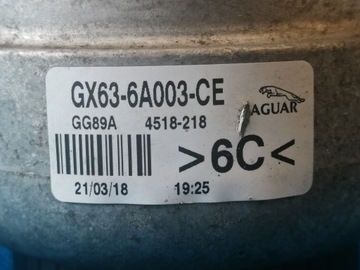 GX63-6A003-CE
GG89A 4518-218
JAGUAR
>6C<
21/03/18 19:25